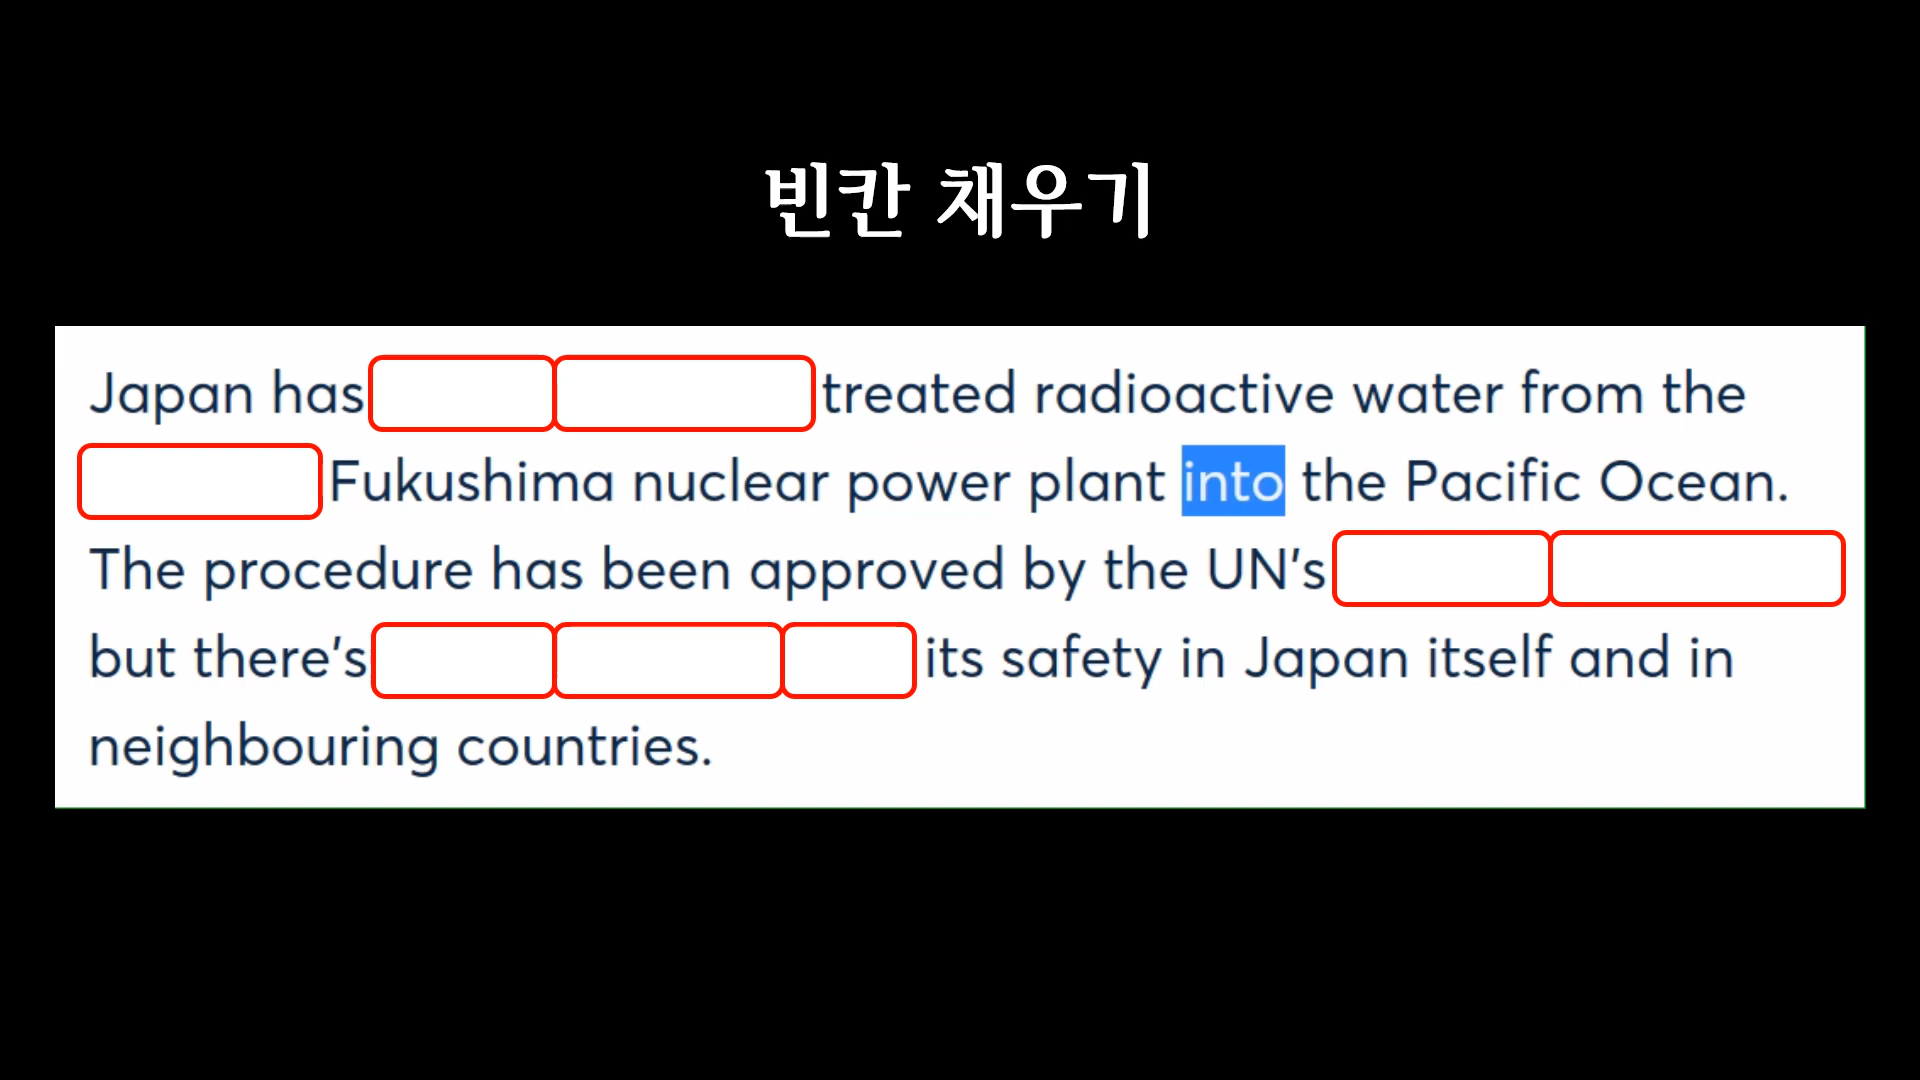 빈칸 채우기
Japan has treated radioactive water from the
Fukushima nuclear power plant into the Pacific Ocean.
The procedure has been approved by the UN's
but there's its safety in Japan itself and in
neighbouring countries.